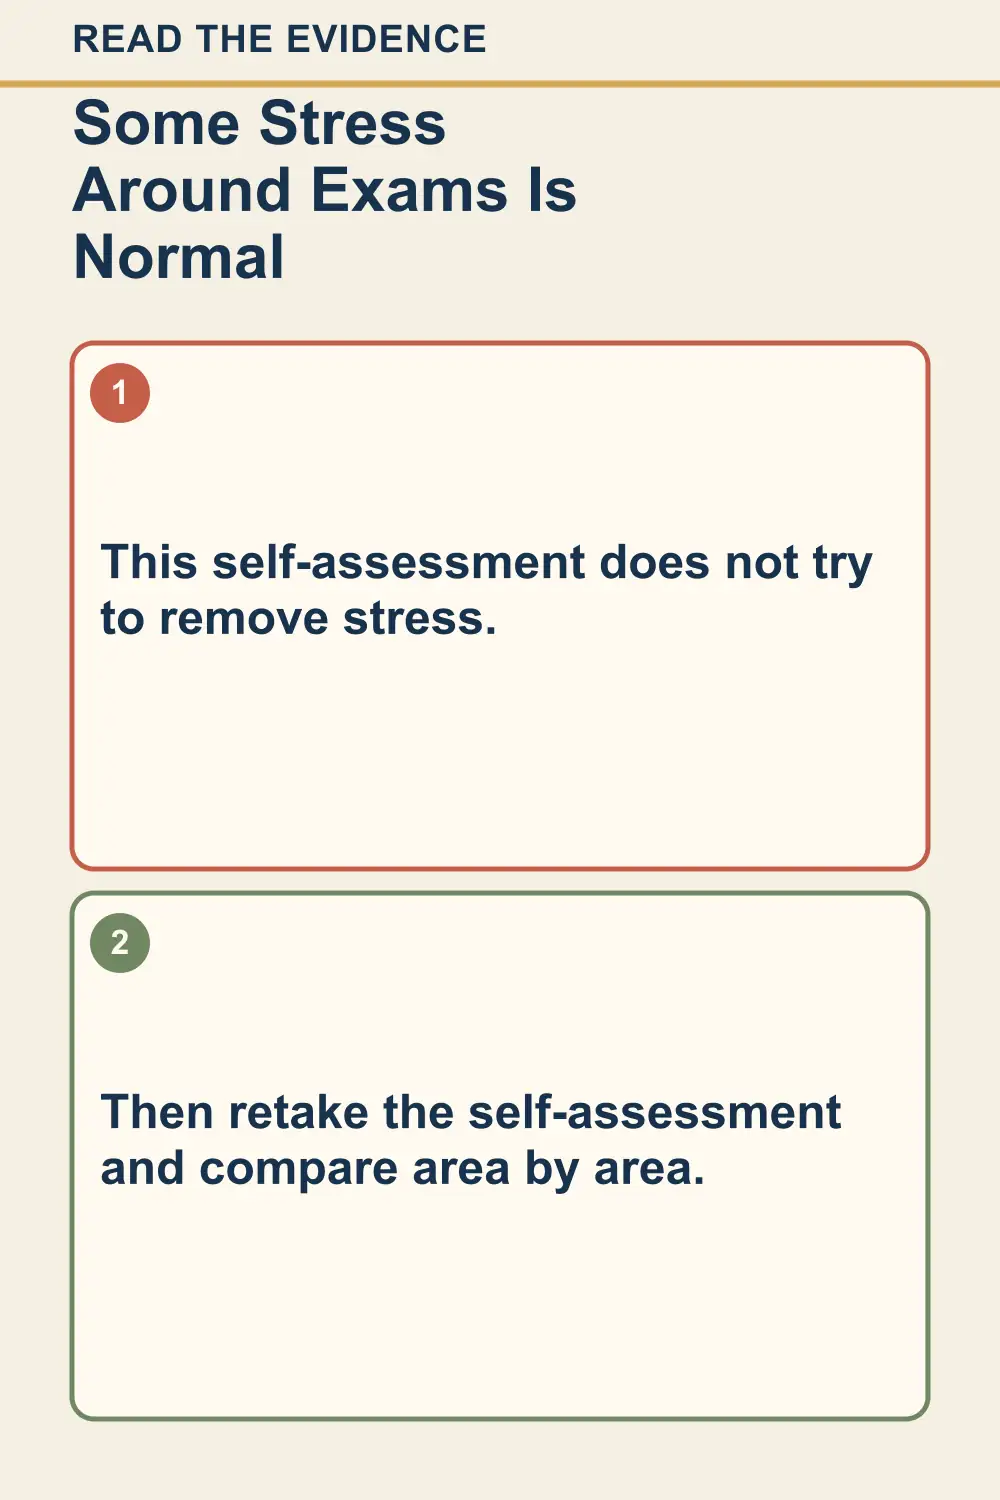 READ THE EVIDENCE
Some Stress
Around Exams Is
Normal
1
This self-assessment does not try
to remove stress.
2
Then retake the self-assessment
and compare area by area.